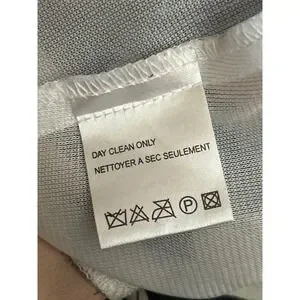 DAY CLEAN ONLY
NETTOYER A SEC SEULEMENT
P